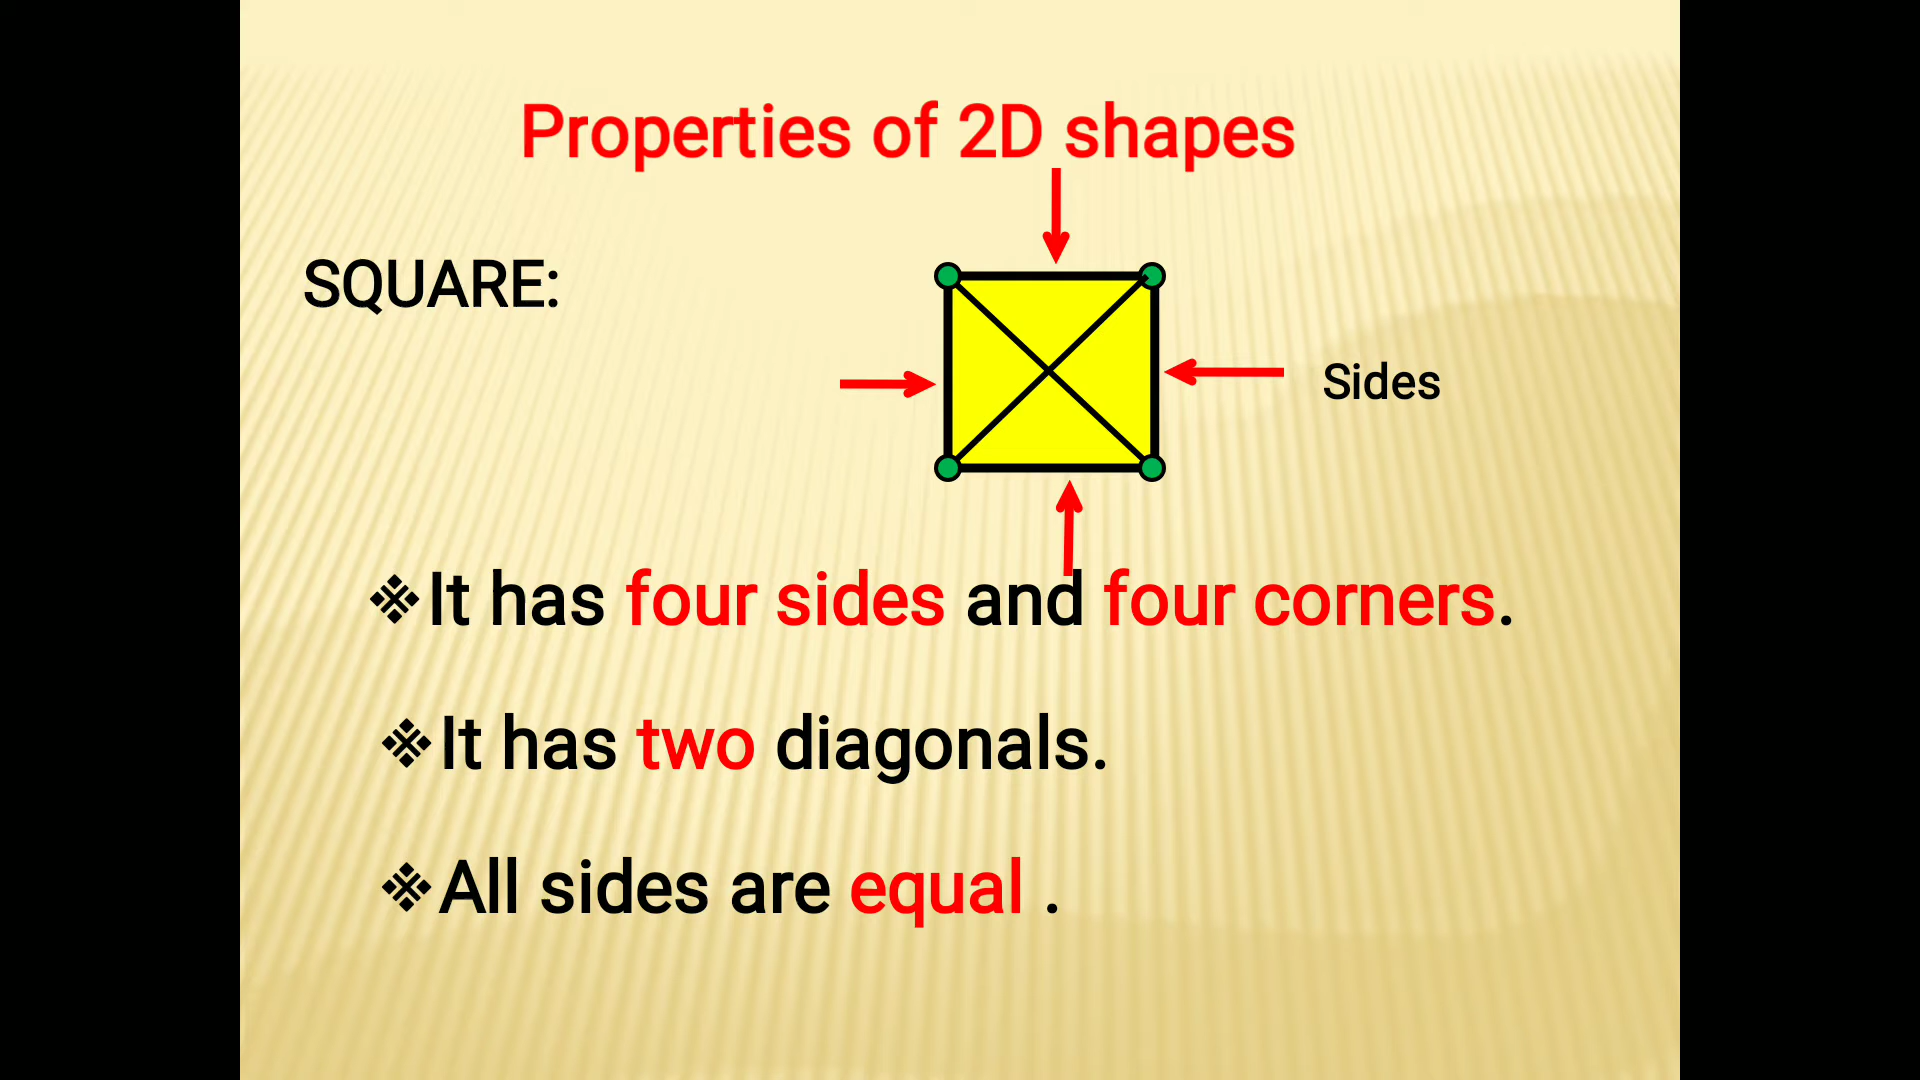 Properties of 2D shapes
SQUARE:
Sides
❖It has four sides and four corners.
❖It has two diagonals.
❖All sides are equal .